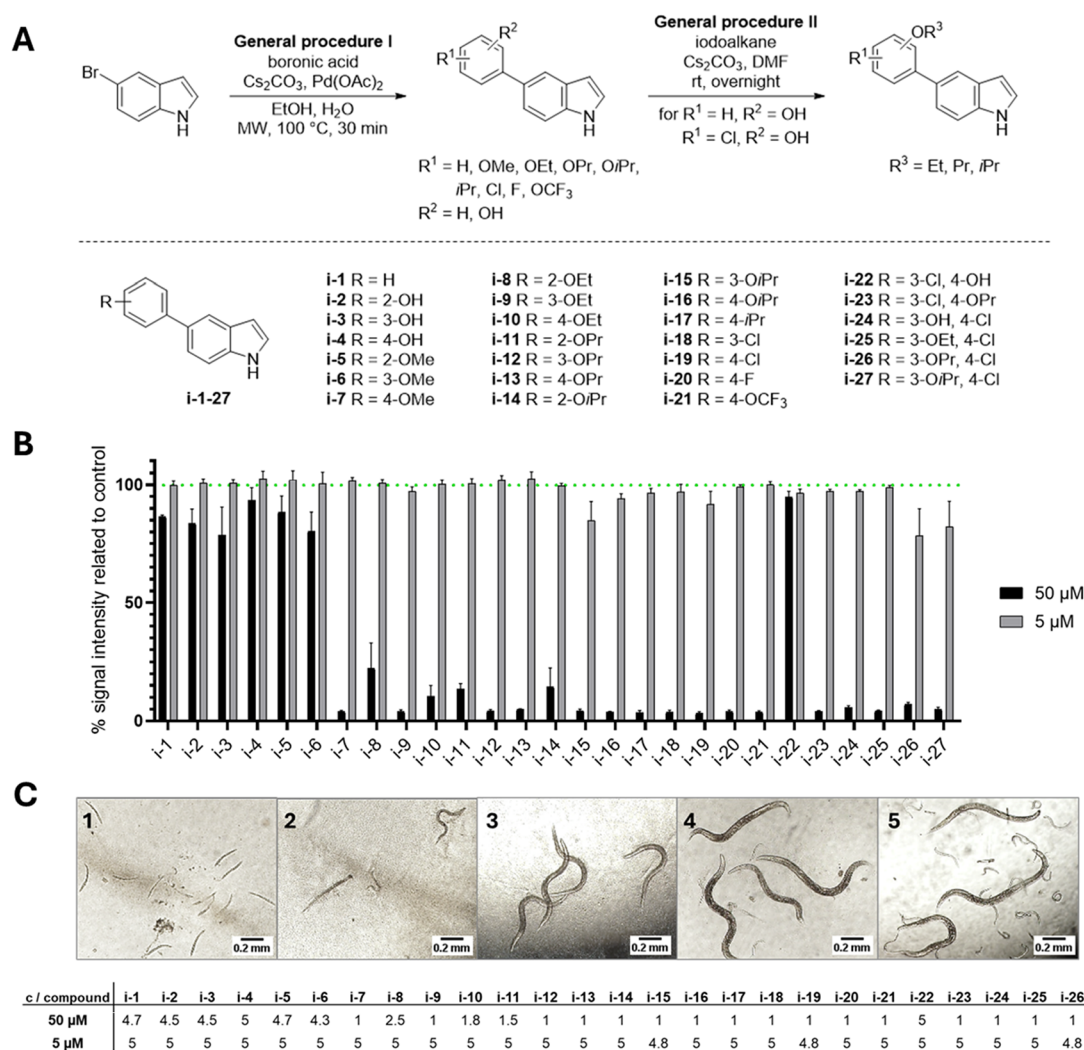 A
Br
N
H
General procedure I
boronic acid
Cs₂CO₃, Pd(OAc)₂
EtOH, H₂O
MW, 100 °C, 30 min
R¹
R²
N
H
R¹ = H, OMe, OEt, OPr, OiPr,
iPr, Cl, F, OCF₃
R² = H, OH
General procedure II
iodoalkane
Cs₂CO₃, DMF
rt, overnight
for R¹ = H, R² = OH
R¹ = Cl, R² = OH
R¹
OR³
N
H
R³ = Et, Pr, iPr
R
N
H
i-1-27
i-1 R = H
i-2 R = 2-OH
i-3 R = 3-OH
i-4 R = 4-OH
i-5 R = 2-OMe
i-6 R = 3-OMe
i-7 R = 4-OMe
i-8 R = 2-OEt
i-9 R = 3-OEt
i-10 R = 4-OEt
i-11 R = 2-OPr
i-12 R = 3-OPr
i-13 R = 4-OPr
i-14 R = 2-OiPr
i-15 R = 3-OiPr
i-16 R = 4-OiPr
i-17 R = 4-iPr
i-18 R = 3-Cl
i-19 R = 4-Cl
i-20 R = 4-F
i-21 R = 4-OCF₃
i-22 R = 3-Cl, 4-OH
i-23 R = 3-Cl, 4-OPr
i-24 R = 3-OH, 4-Cl
i-25 R = 3-OEt, 4-Cl
i-26 R = 3-OPr, 4-Cl
i-27 R = 3-OiPr, 4-Cl
B
% signal intensity related to control
100
50
0
i-1 i-2 i-3 i-4 i-5 i-6 i-7 i-8 i-9 i-10 i-11 i-12 i-13 i-14 i-15 i-16 i-17 i-18 i-19 i-20 i-21 i-22 i-23 i-24 i-25 i-26 i-27
50 µM
5 µM
C
1 2 3 4 5
0.2 mm 0.2 mm 0.2 mm 0.2 mm 0.2 mm
c / compound i-1 i-2 i-3 i-4 i-5 i-6 i-7 i-8 i-9 i-10 i-11 i-12 i-13 i-14 i-15 i-16 i-17 i-18 i-19 i-20 i-21 i-22 i-23 i-24 i-25 i-26
50 µM 4.7 4.5 4.5 5 4.7 4.3 1 2.5 1 1.8 1.5 1 1 1 1 1 1 1 1 1 1 5 1 1 1 1
5 µM 5 5 5 5 5 5 5 5 5 5 5 5 5 5 4.8 5 5 5 4.8 5 5 5 5 5 5 4.8